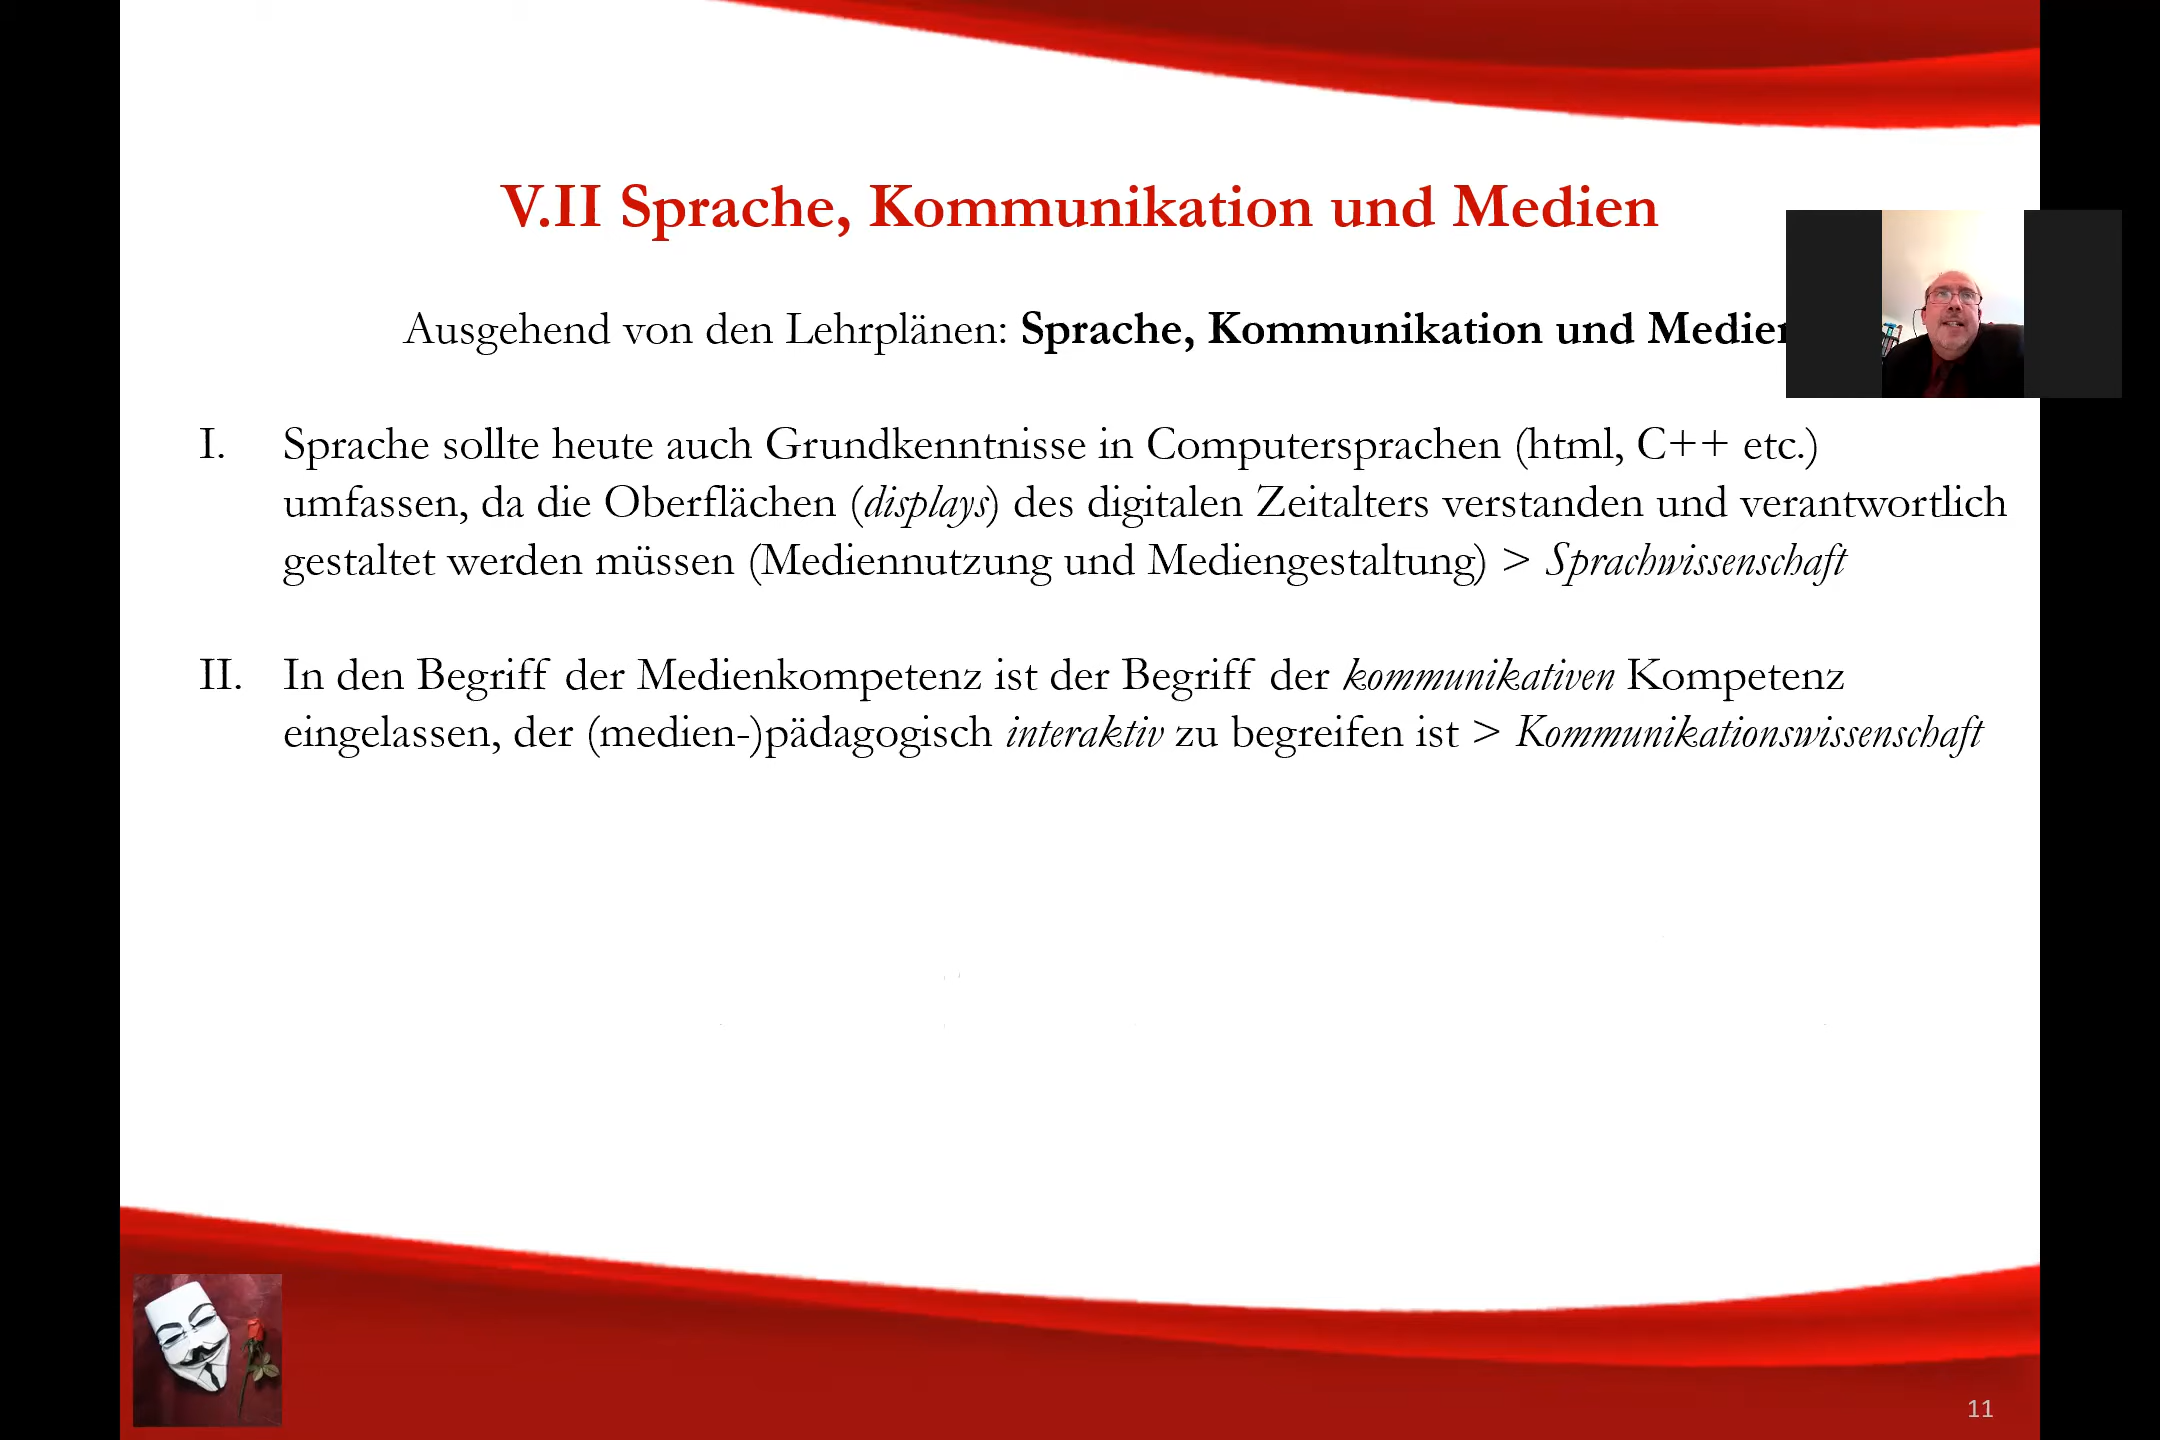 V.II Sprache, Kommunikation und Medien
Ausgehend von den Lehrplänen: Sprache, Kommunikation und Medien
I. Sprache sollte heute auch Grundkenntnisse in Computersprachen (html, C++ etc.)
umfassen, da die Oberflächen (displays) des digitalen Zeitalters verstanden und verantwortlich
gestaltet werden müssen (Mediennutzung und Mediengestaltung) > Sprachwissenschaft
II. In den Begriff der Medienkompetenz ist der Begriff der kommunikativen Kompetenz
eingelassen, der (medien-)pädagogisch interaktiv zu begreifen ist > Kommunikationswissenschaft
11